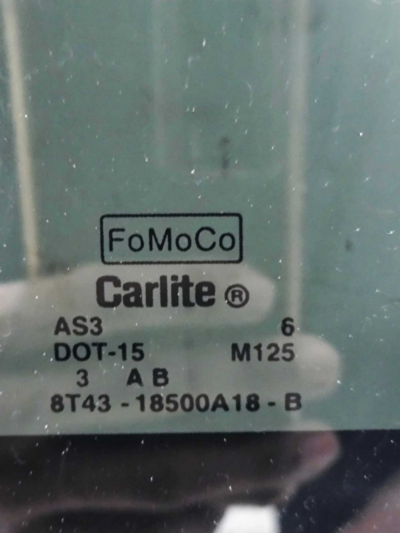 FoMoCo
Carlite ®
AS3 6
DOT-15 M125
3 A B
8T43 - 18500A18 - B